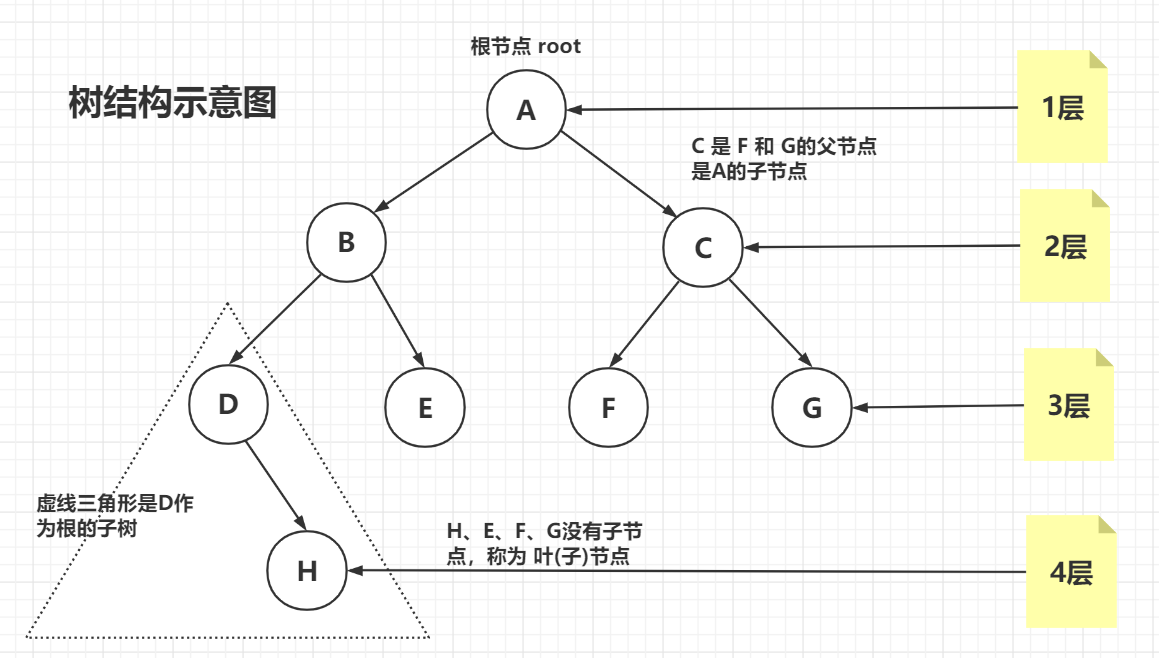 根节点 root
树结构示意图
A
1层
C 是 F 和 G的父节点
是A的子节点
B
C
2层
D
E
F
G
3层
虚线三角形是D作
为根的子树
H、E、F、G没有子节
点，称为 叶(子)节点
H
4层